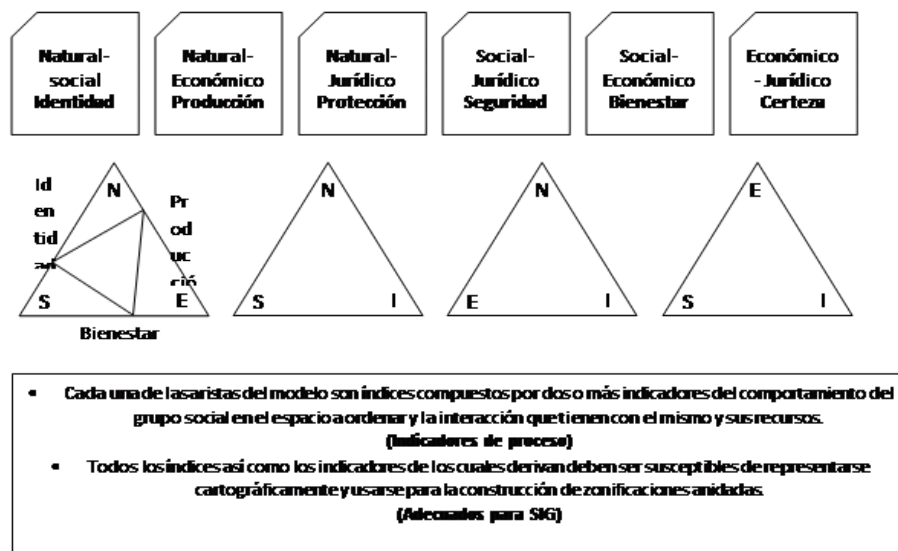 Natural-
social
Identidad
Natural-
Económico
Producción
Natural-
Jurídico
Protección
Social-
Jurídico
Seguridad
Social-
Económico
Bienestar
Económico
- Jurídico
Certeza
Id
en
tid
ad
N
Pr
od
uc
ció
S
E
Bienestar
N
S
I
N
E
I
E
S
I
• Cada una de las aristas del modelo son índices compuestos por dos o más indicadores del comportamiento del
grupo social en el espacio a ordenar y la interacción que tienen con el mismo y sus recursos.
(Indicadores de proceso)
• Todos los índices así como los indicadores de los cuales derivan deben ser susceptibles de representarse
cartográficamente y usarse para la construcción de zonificaciones anidadas.
(Adecuados para SIG)